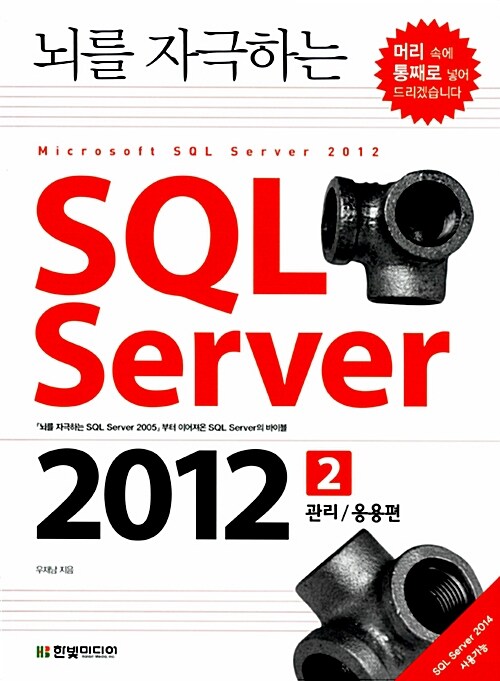 뇌를 자극하는
머리 속에
통째로 넣어
드리겠습니다
Microsoft SQL Server 2012
SQL
Server
「뇌를 자극하는 SQL Server 2005」부터 이어져온 SQL Server의 바이블
2012 2
관리/응용편
우재남 지음
SQL Server 2014
사용가능
HB 한빛미디어
Hanbit Media, Inc.